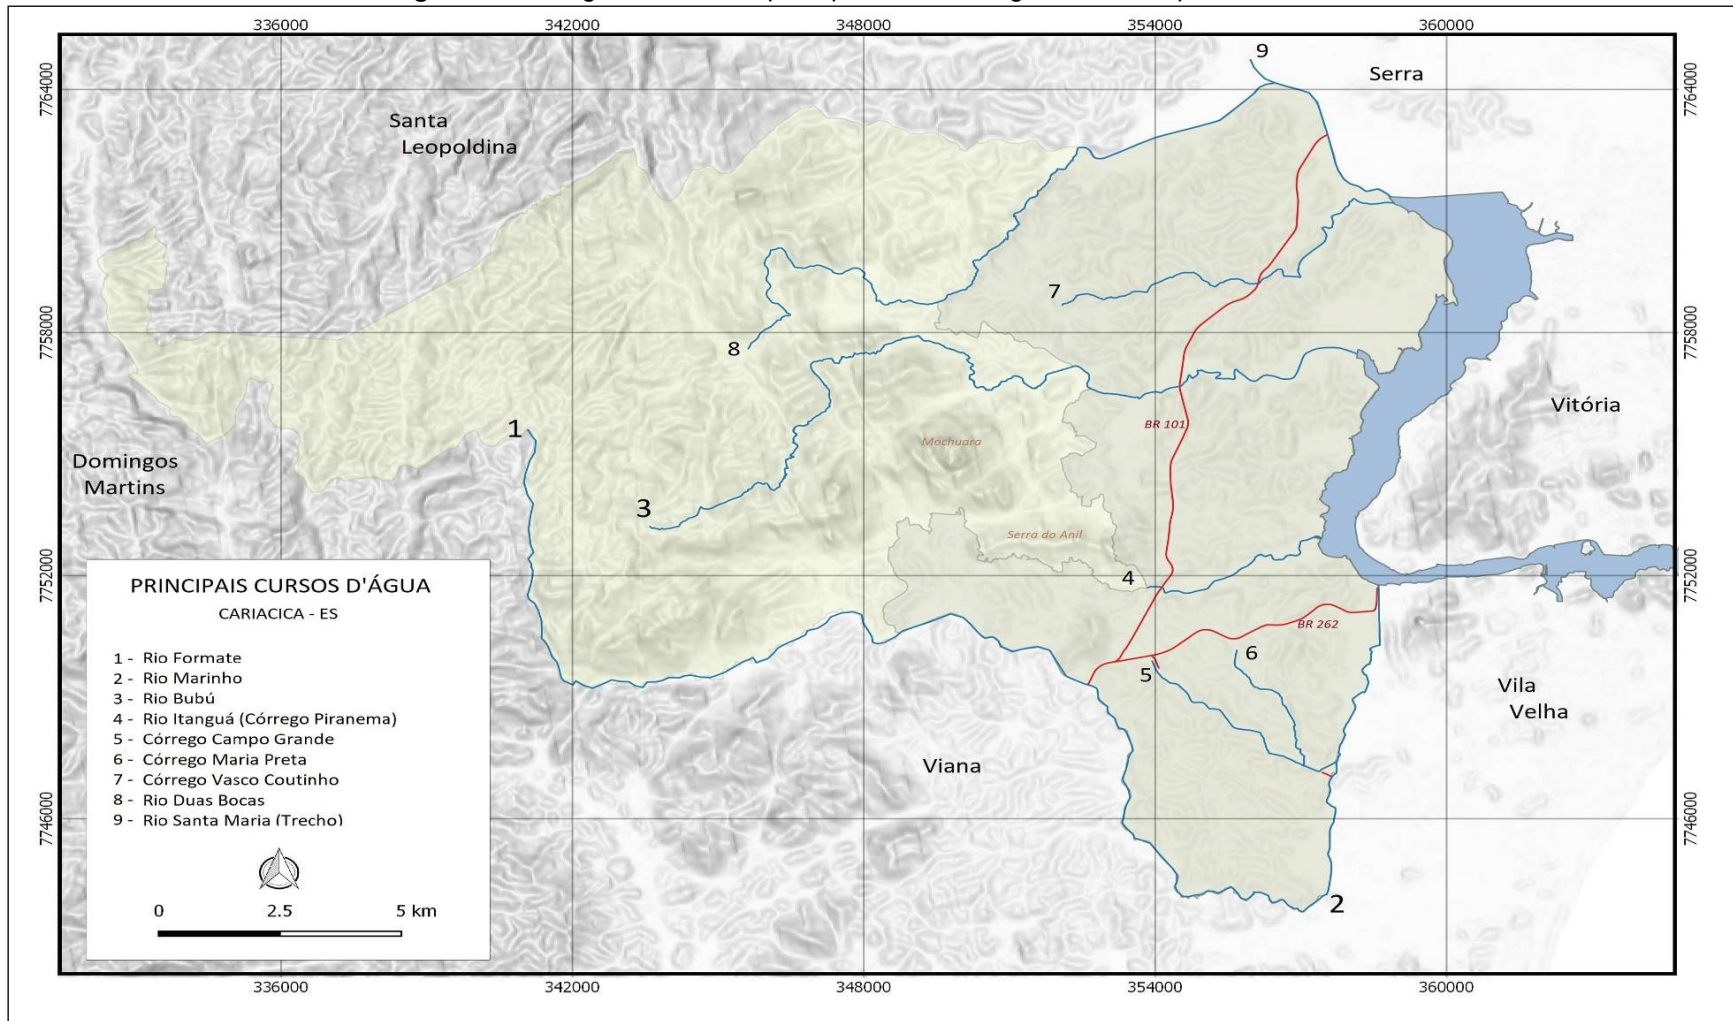 336000 342000 348000 354000 360000
9
Serra
7764000 7764000
Santa
Leopoldina
7
8
7758000 7758000
Vitória
1
BR 101
Mochuara
Domingos
Martins
3
Serra do Anil
4
7752000 7752000
BR 262
6
5
Vila
Velha
Viana
7746000 7746000
2
PRINCIPAIS CURSOS D'ÁGUA
CARIACICA - ES
1 - Rio Formate
2 - Rio Marinho
3 - Rio Bubú
4 - Rio Itanguá (Córrego Piranema)
5 - Córrego Campo Grande
6 - Córrego Maria Preta
7 - Córrego Vasco Coutinho
8 - Rio Duas Bocas
9 - Rio Santa Maria (Trecho)
0 2.5 5 km
336000 342000 348000 354000 360000